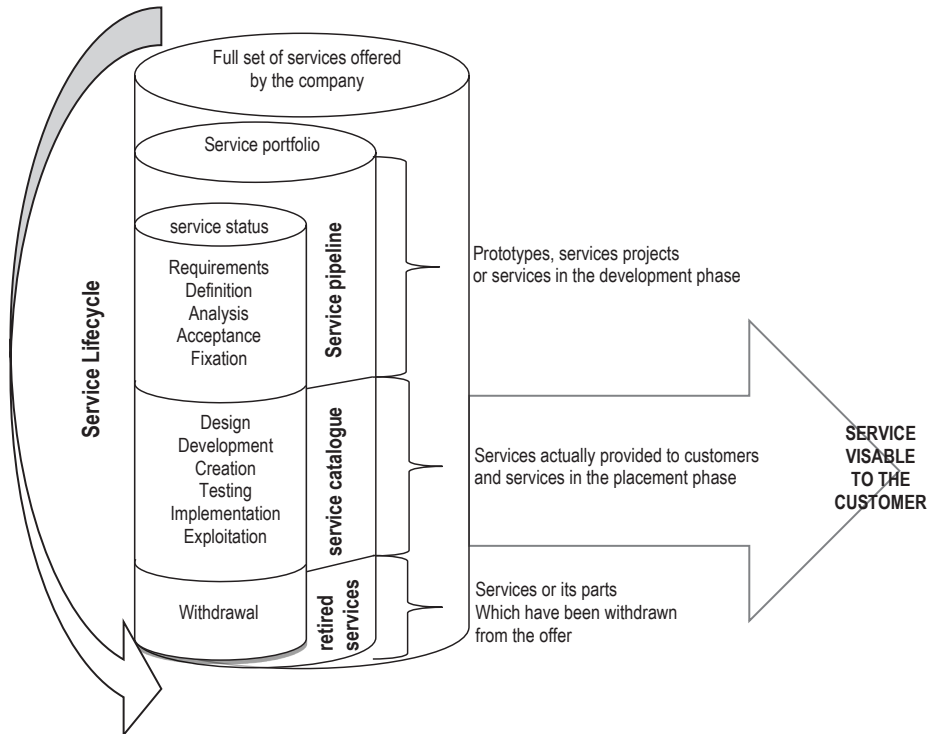 Full set of services offered
by the company
Service portfolio
service status
Requirements
Definition
Analysis
Acceptance
Fixation
Design
Development
Creation
Testing
Implementation
Exploitation
Withdrawal
Service Lifecycle
Service pipeline
service catalogue
retired
services
Prototypes, services projects
or services in the development phase
Services actually provided to customers
and services in the placement phase
Services or its parts
Which have been withdrawn
from the offer
SERVICE
VISABLE
TO THE
CUSTOMER